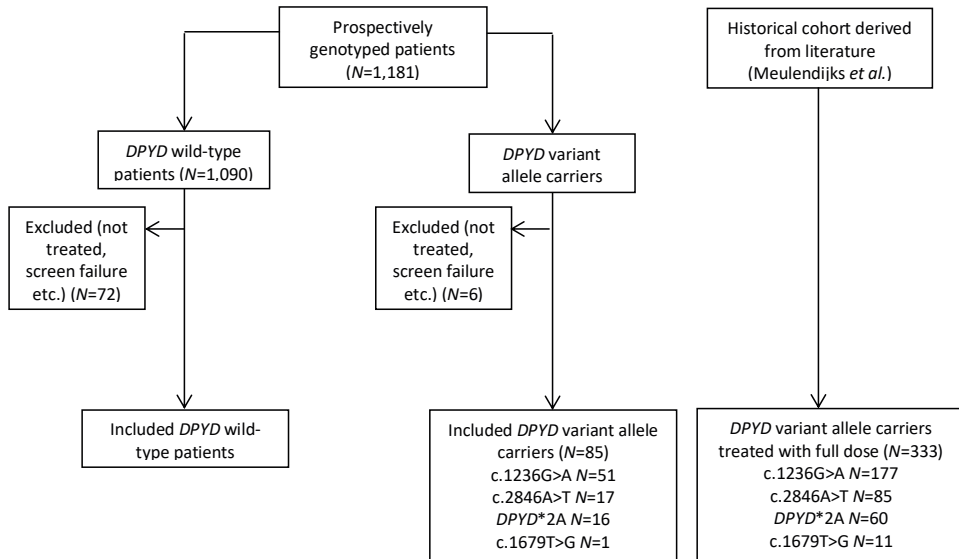 Prospectively
genotyped patients
(N=1,181)
Historical cohort derived
from literature
(Meulendijks et al.)
DPYD wild-type
patients (N=1,090)
DPYD variant
allele carriers
Excluded (not
treated,
screen failure
etc.) (N=72)
Excluded (not
treated,
screen failure
etc.) (N=6)
Included DPYD wild-
type patients
Included DPYD variant allele
carriers (N=85)
c.1236G>A N=51
c.2846A>T N=17
DPYD*2A N=16
c.1679T>G N=1
DPYD variant allele carriers
treated with full dose (N=333)
c.1236G>A N=177
c.2846A>T N=85
DPYD*2A N=60
c.1679T>G N=11